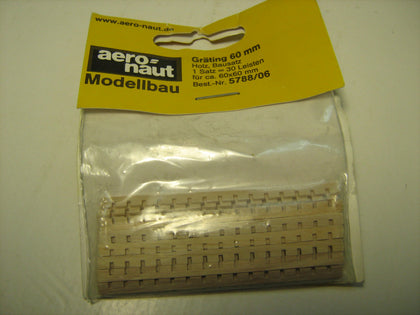 www.aero-naut.de
aero-
naut
Modellbau
Gräting 60 mm
Holz, Bausatz
1 Satz = 30 Leisten
für ca. 60x60 mm
Best.-Nr. 5788/06